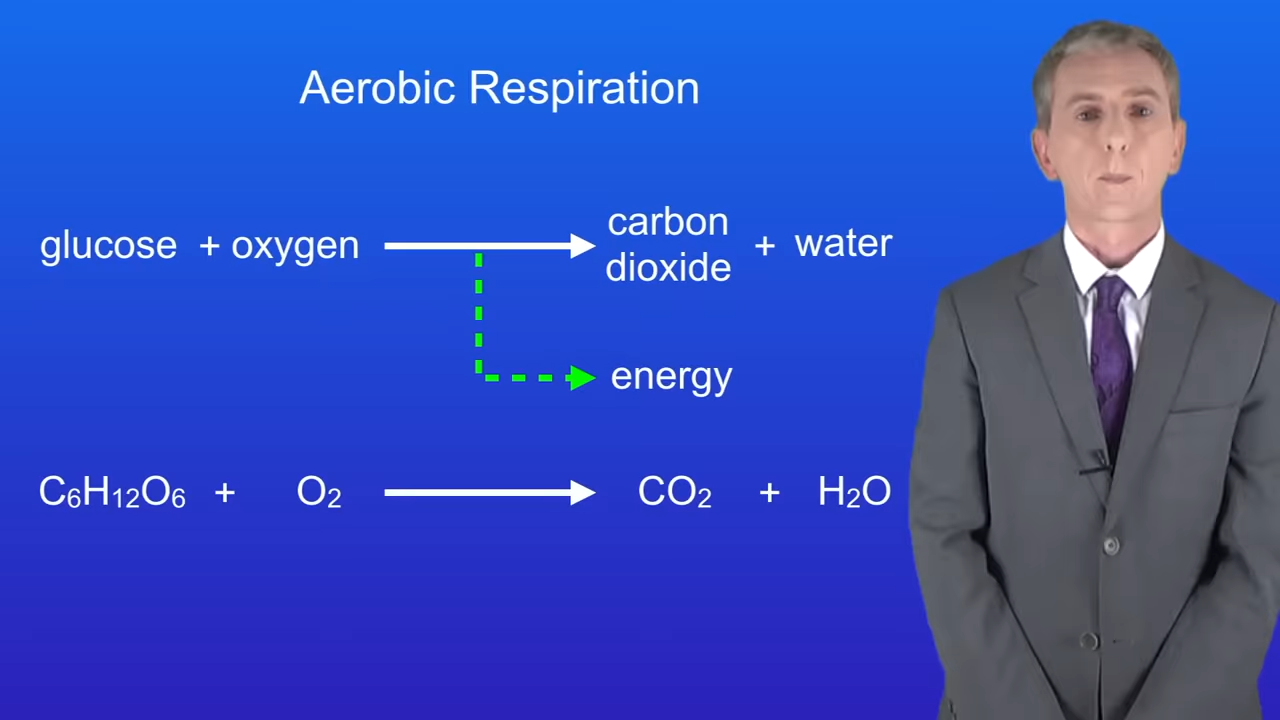 Aerobic Respiration
glucose + oxygen carbon dioxide + water
energy
C₆H₁₂O₆ + O₂ CO₂ + H₂O